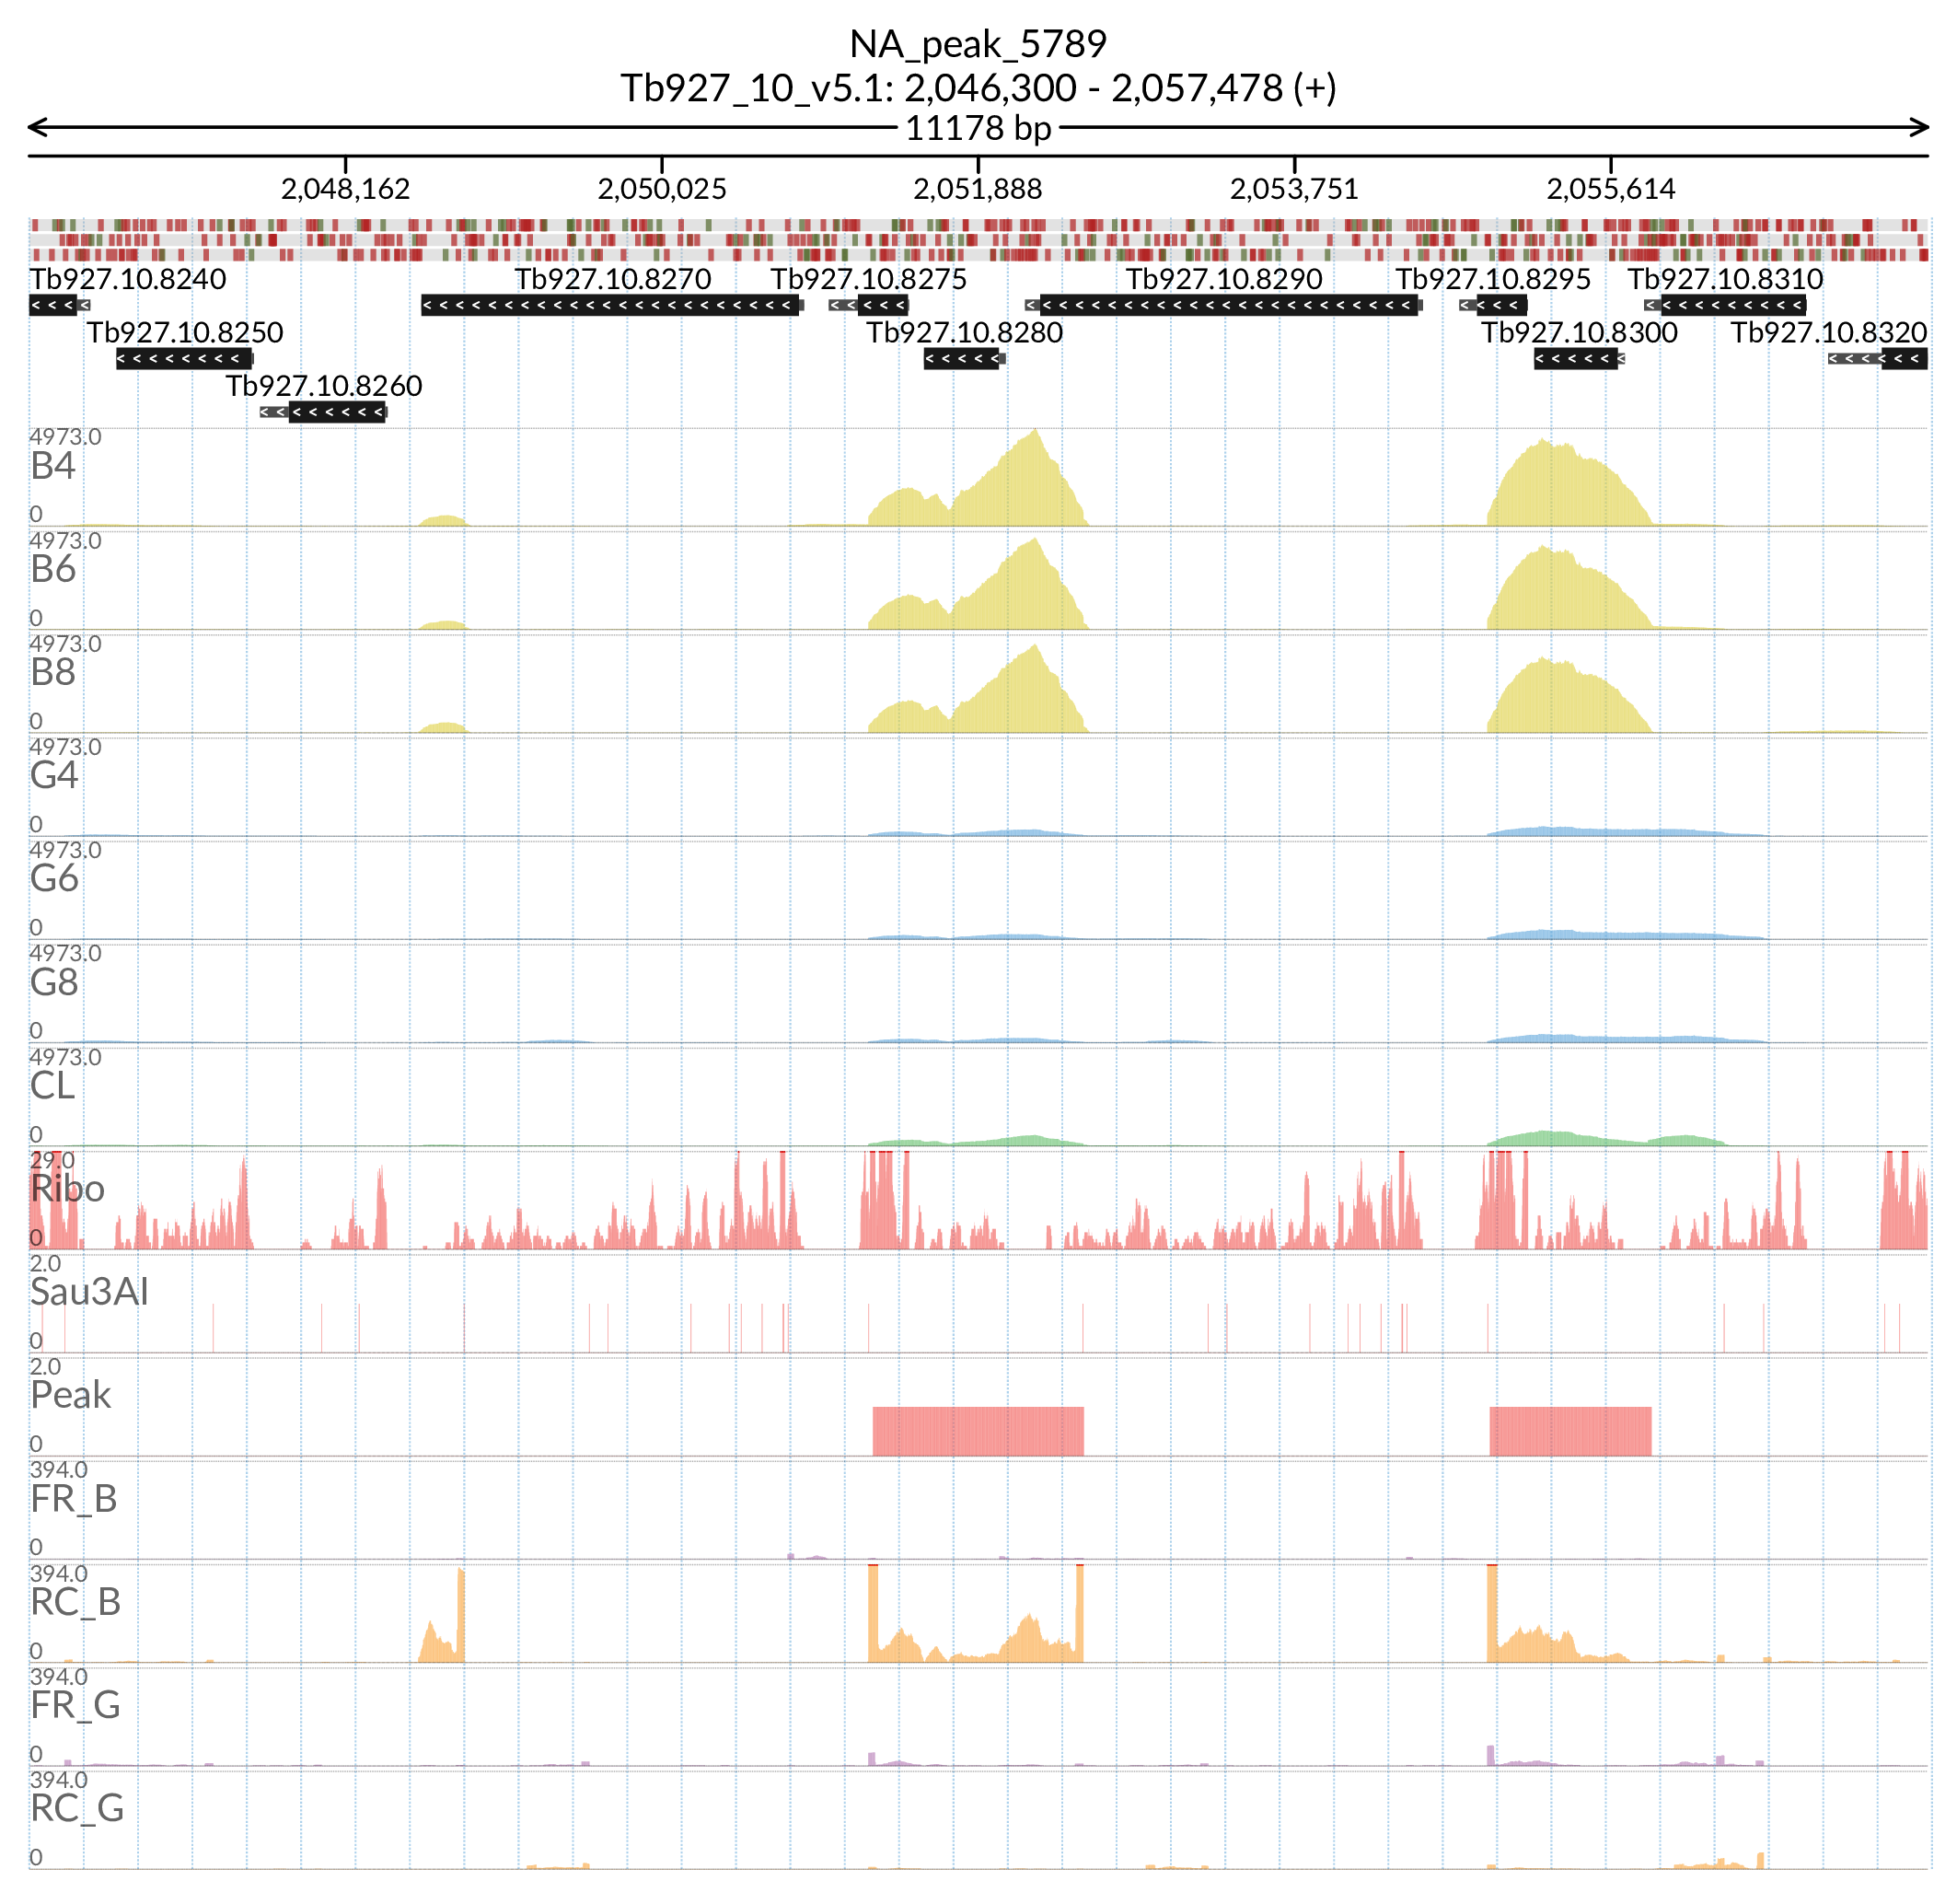 NA_peak_5789
Tb927_10_v5.1: 2,046,300 - 2,057,478 (+)
11178 bp
2,048,162 2,050,025 2,051,888 2,053,751 2,055,614
Tb927.10.8240 Tb927.10.8270 Tb927.10.8275 Tb927.10.8290 Tb927.10.8295 Tb927.10.8310
Tb927.10.8250 Tb927.10.8280 Tb927.10.8300 Tb927.10.8320
Tb927.10.8260
4973.0
B4
0
4973.0
B6
0
4973.0
B8
0
4973.0
G4
0
4973.0
G6
0
4973.0
G8
0
4973.0
CL
0
29.0
Ribo
0
2.0
Sau3AI
0
2.0
Peak
0
394.0
FR_B
0
394.0
RC_B
0
394.0
FR_G
0
394.0
RC_G
0